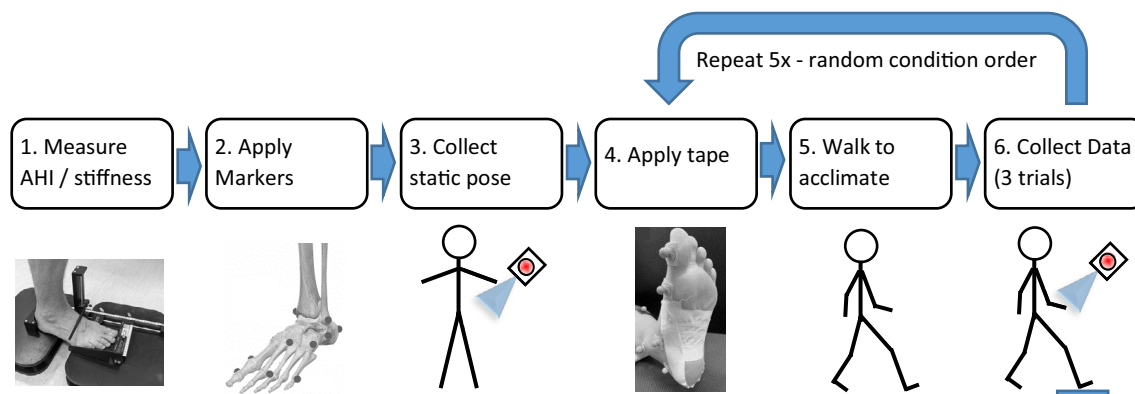 Repeat 5x - random condition order
1. Measure
AHI / stiffness
2. Apply
Markers
3. Collect
static pose
4. Apply tape
5. Walk to
acclimate
6. Collect Data
(3 trials)